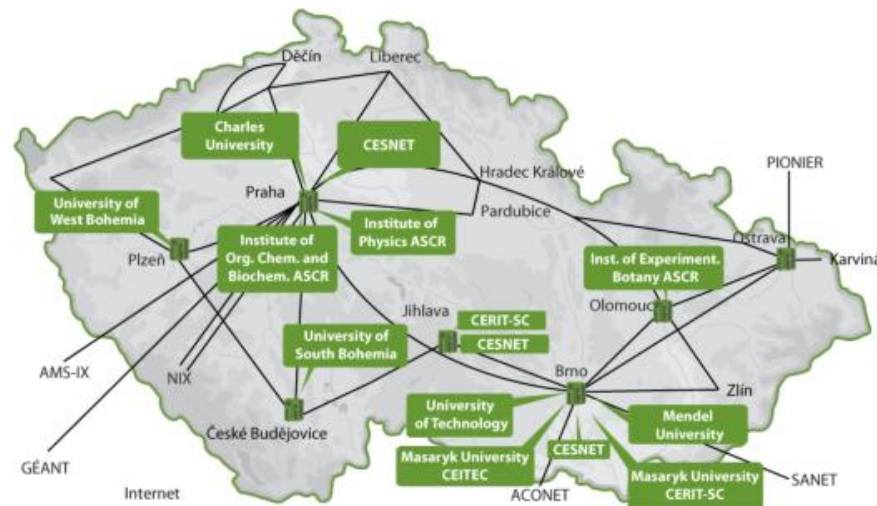 Děčín
Liberec
Charles
University
CESNET
Hradec Králové
PIONIER
Praha
University of
West Bohemia
Institute of
Physics ASCR
Pardubice
Ostrava
Institute of
Org. Chem. and
Biochem. ASCR
Plzeň
Inst. of Experiment.
Botany ASCR
Karviná
Olomouc
Jihlava
CERIT-SC
CESNET
University of
South Bohemia
AMS-IX
NIX
Brno
Zlín
České Budějovice
University
of Technology
Mendel
University
GÉANT
Masaryk University
CEITEC
CESNET
Masaryk University
CERIT-SC
SANET
Internet
ACONET